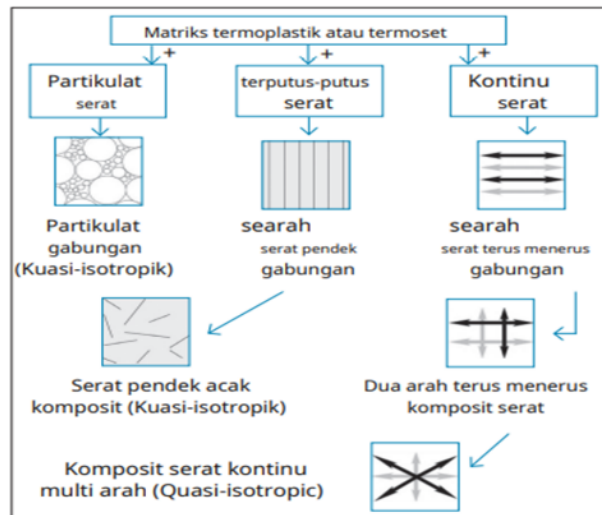 Matriks termoplastik atau termoset
+ + +
Partikulat
serat
terputus-putus
serat
Kontinu
serat
Partikulat
gabungan
(Kuasi-isotropik)
searah
serat pendek
gabungan
searah
serat terus menerus
gabungan
Serat pendek acak
komposit (Kuasi-isotropik)
Dua arah terus menerus
komposit serat
Komposit serat kontinu
multi arah (Quasi-isotropic)